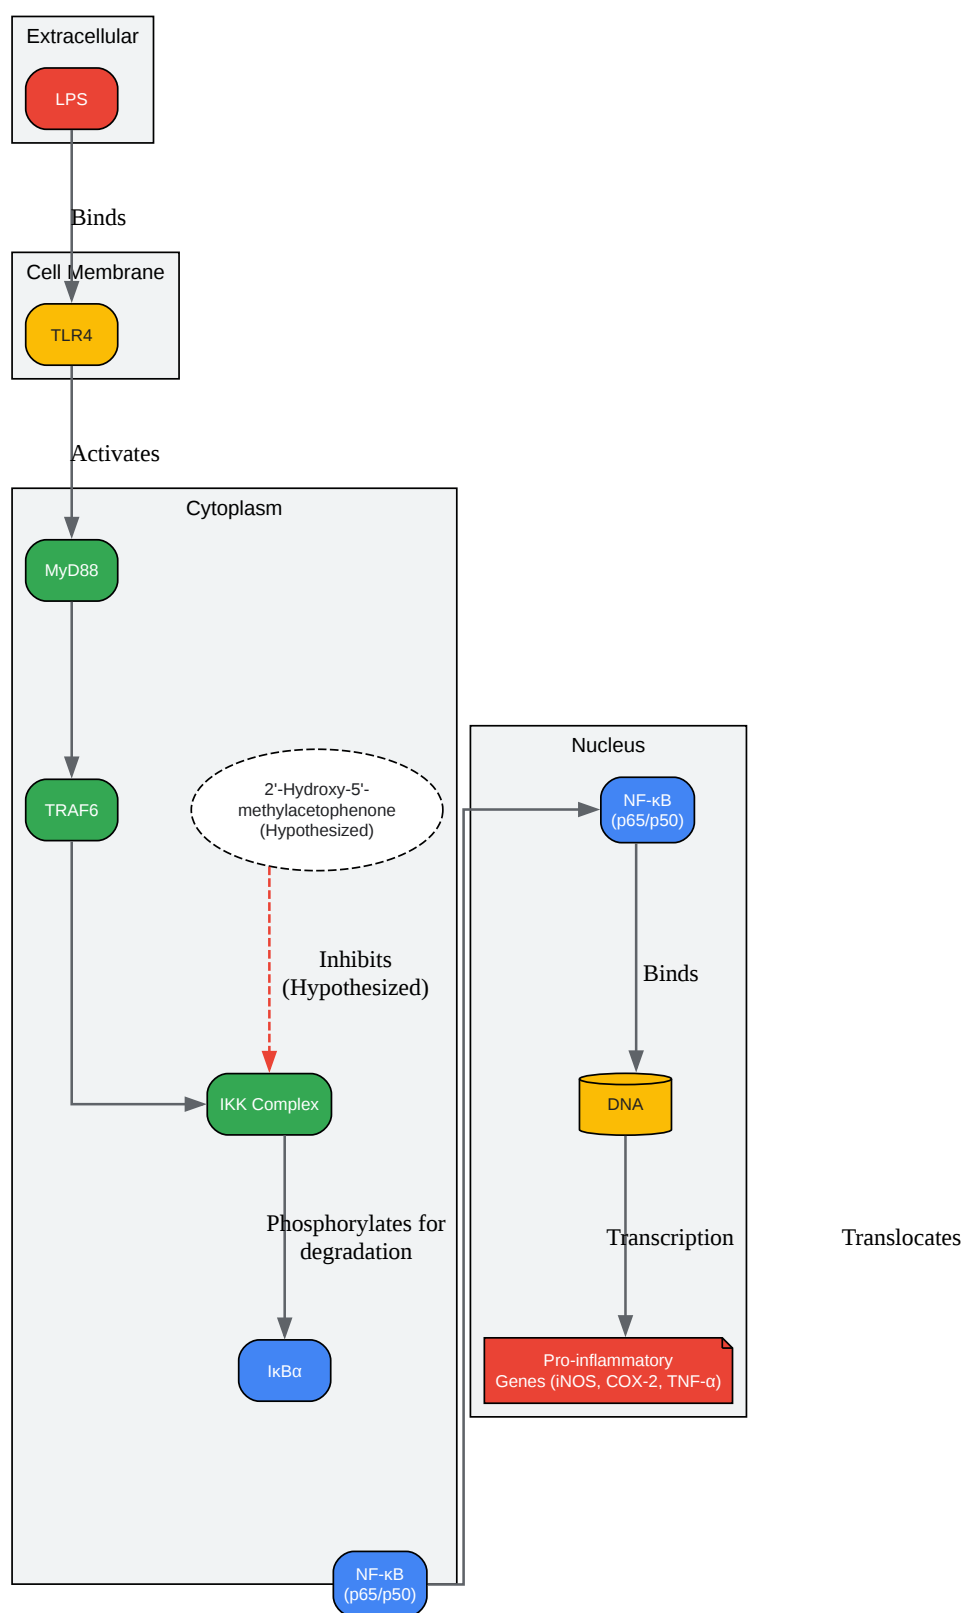 Extracellular
LPS
Binds
Cell Membrane
TLR4
Activates
Cytoplasm
MyD88
TRAF6
2'-Hydroxy-5'-
methylacetophenone
(Hypothesized)
Inhibits
(Hypothesized)
IKK Complex
Phosphorylates for
degradation
IκBα
NF-κB
(p65/p50)
Nucleus
NF-κB
(p65/p50)
Binds
DNA
Transcription
Pro-inflammatory
Genes (iNOS, COX-2, TNF-α)
Translocates